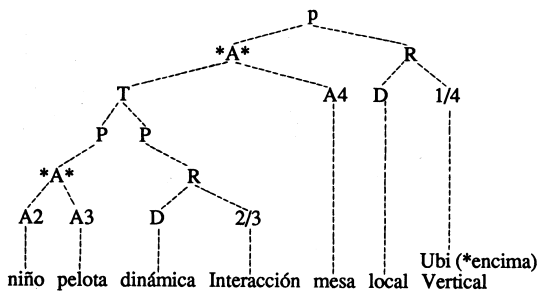 p
*A* R
T A4 D 1/4
P P
*A* R
A2 A3 D 2/3
Ubi (*encima)
niño pelota dinámica Interacción mesa local Vertical